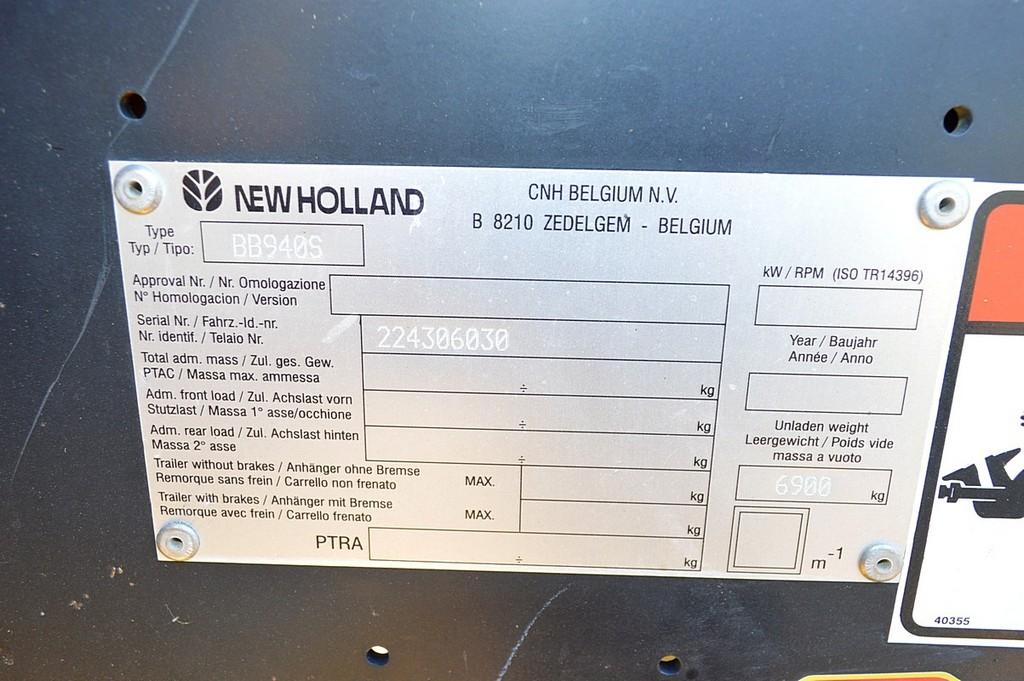 NEW HOLLAND
CNH BELGIUM N.V.
B 8210 ZEDELGEM - BELGIUM
Type
Typ / Tipo:
BB940S
Approval Nr. / Nr. Omologazione
N° Homologacion / Version
Serial Nr. / Fahrz.-Id.-nr.
Nr. identif. / Telaio Nr.
224306030
Total adm. mass / Zul. ges. Gew.
PTAC / Massa max. ammessa
÷ kg
Adm. front load / Zul. Achslast vorn
Stutzlast / Massa 1° asse/occhione
÷ kg
Adm. rear load / Zul. Achslast hinten
Massa 2° asse
÷ kg
Trailer without brakes / Anhänger ohne Bremse
Remorque sans frein / Carrello non frenato
MAX. kg
Trailer with brakes / Anhänger mit Bremse
Remorque avec frein / Carrello frenato
MAX. kg
PTRA ÷ kg
kW / RPM (ISO TR14396)
Year / Baujahr
Année / Anno
Unladen weight
Leergewicht / Poids vide
massa a vuoto
6900 kg
m-1
40355